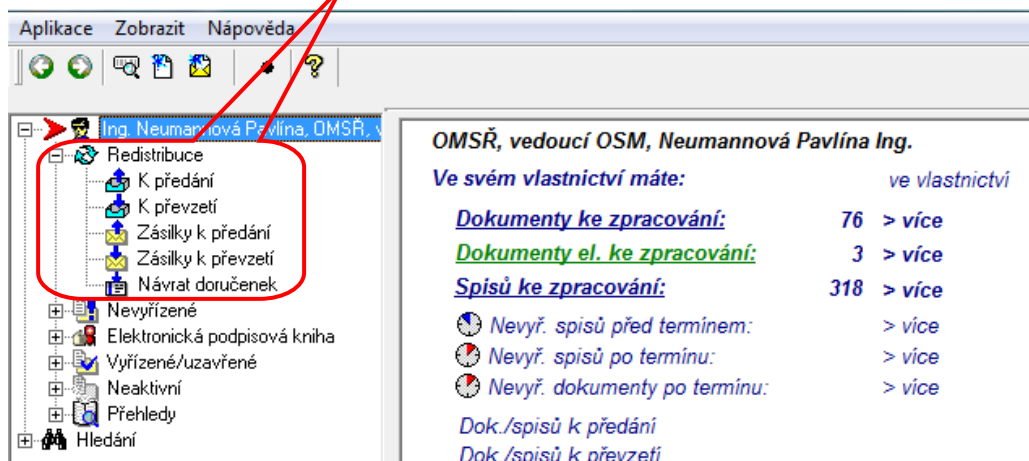 Aplikace Zobrazit Nápověda
Ing. Neumannová Pavlína, OMSŘ, v
Redistribuce
K předání
K převzetí
Zásilky k předání
Zásilky k převzetí
Návrat doručenek
Nevyřízené
Elektronická podpisová kniha
Vyřízené/uzavřené
Neaktivní
Přehledy
Hledání
OMSŘ, vedoucí OSM, Neumannová Pavlína Ing.
Ve svém vlastnictví máte: ve vlastnictví
Dokumenty ke zpracování: 76 > více
Dokumenty el. ke zpracování: 3 > více
Spisů ke zpracování: 318 > více
Nevyř. spisů před termínem: > více
Nevyř. spisů po termínu: > více
Nevyř. dokumenty po termínu: > více
Dok./spisů k předání
Dok./spisů k převzetí